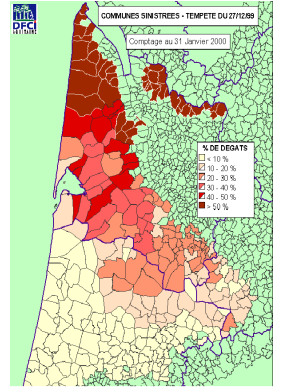 DFCI
AQUITAINE
COMMUNES SINISTREES - TEMPETE DU 27/12/99
Comptage au 31 Janvier 2000
% DE DEGATS
< 10 %
10 - 20 %
20 - 30 %
30 - 40 %
40 - 50 %
> 50 %